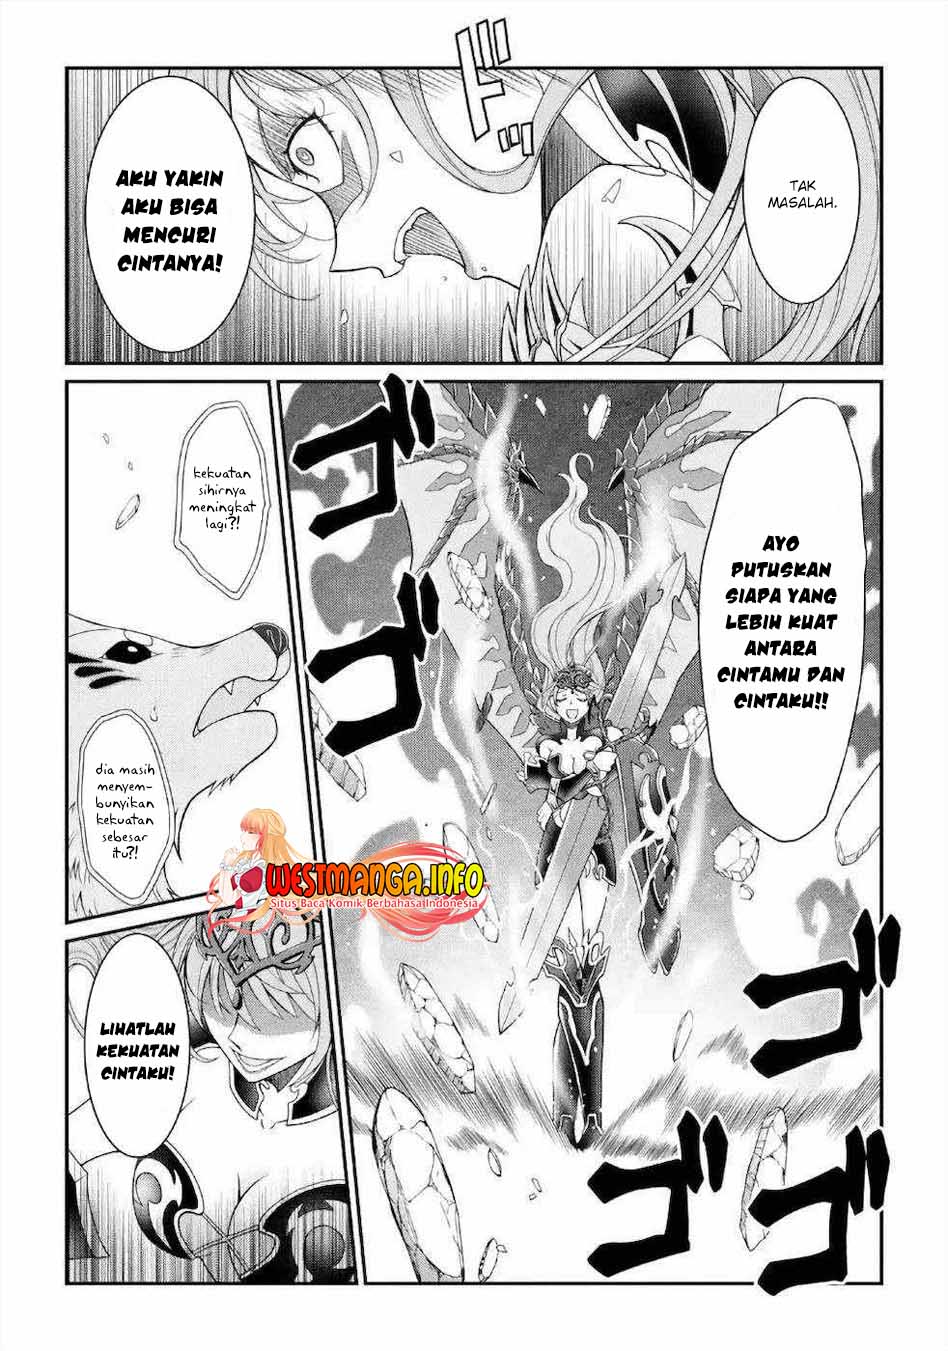 ドド
TAK
MASALAH.
AKU YAKIN
AKU BISA
MENCURI
CINTANYA!
AYO
PUTUSKAN
SIAPA YANG
LEBIH KUAT
ANTARA
CINTAMU DAN
CINTAKU!!
ゴ
ゴ
ゴ
ゴ
ゴ
kekuatan
sihirnya
meningkat
lagi?!
dia masih
menyem-
bunyikan
kekuatan
sebesar
itu?!
WESTMANGA.INFO
Situs Baca Komik Berbahasa Indonesia
LIHATLAH
KEKUATAN
CINTAKU!